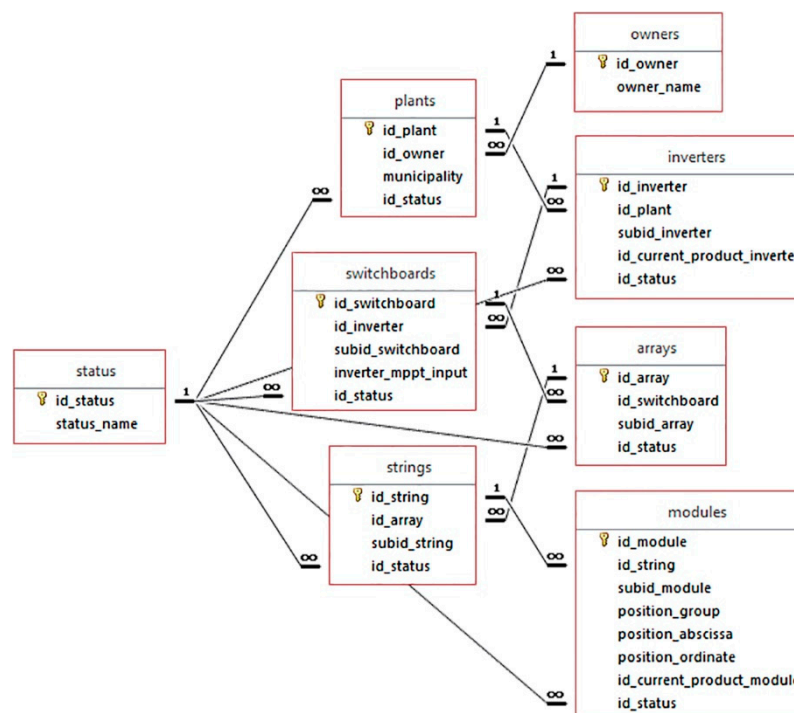 owners
id_owner
owner_name
plants
id_plant
id_owner
municipality
id_status
inverters
id_inverter
id_plant
subid_inverter
id_current_product_inverte
id_status
switchboards
id_switchboard
id_inverter
subid_switchboard
inverter_mppt_input
id_status
arrays
id_array
id_switchboard
subid_array
id_status
status
id_status
status_name
strings
id_string
id_array
subid_string
id_status
modules
id_module
id_string
subid_module
position_group
position_abscissa
position_ordinate
id_current_product_module
id_status
1
1
1
1
1
1
1
∞
∞
∞
∞
∞
∞
∞
∞
∞
∞
∞
∞